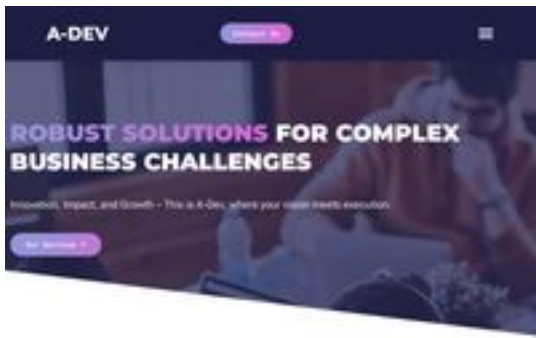 A-DEV
Contact Us
ROBUST SOLUTIONS FOR COMPLEX
BUSINESS CHALLENGES
Innovation, Impact, and Growth – This is A-Dev, where your vision meets execution.
Our Services